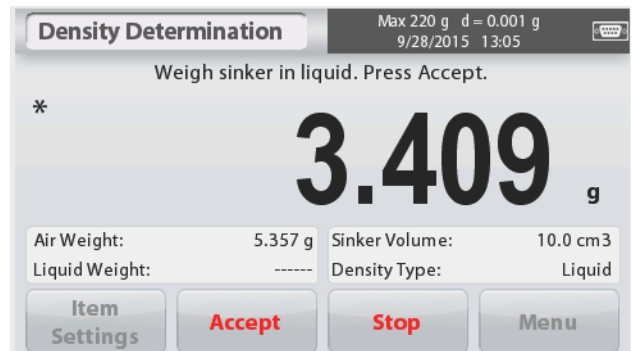 Density Determination
Max 220 g d = 0.001 g
9/28/2015 13:05
Weigh sinker in liquid. Press Accept.
*
3.409 g
Air Weight: 5.357 g
Liquid Weight: ------
Sinker Volume: 10.0 cm3
Density Type: Liquid
Item
Settings
Accept
Stop
Menu